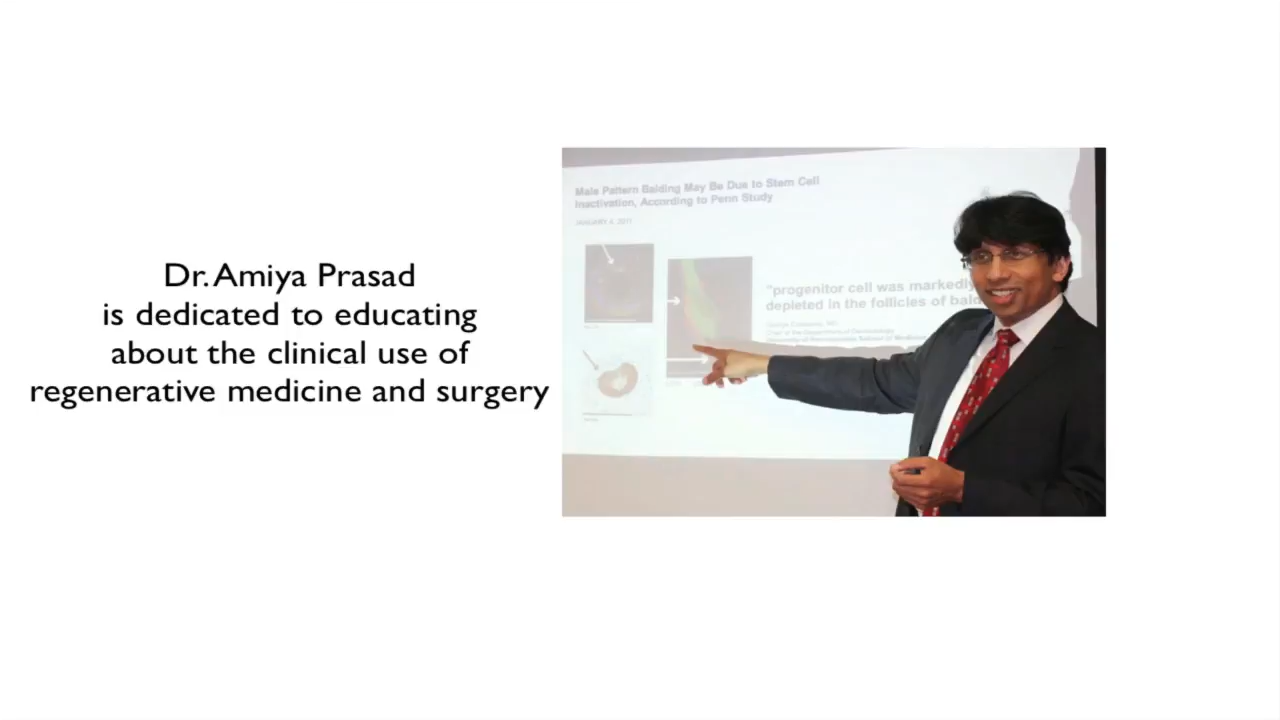 Dr. Amiya Prasad
is dedicated to educating
about the clinical use of
regenerative medicine and surgery
Male Pattern Balding May Be Due to Stem Cell
Inactivation, According to Penn Study
JANUARY 4, 2011
"progenitor cell was markedly
depleted in the follicles of bald